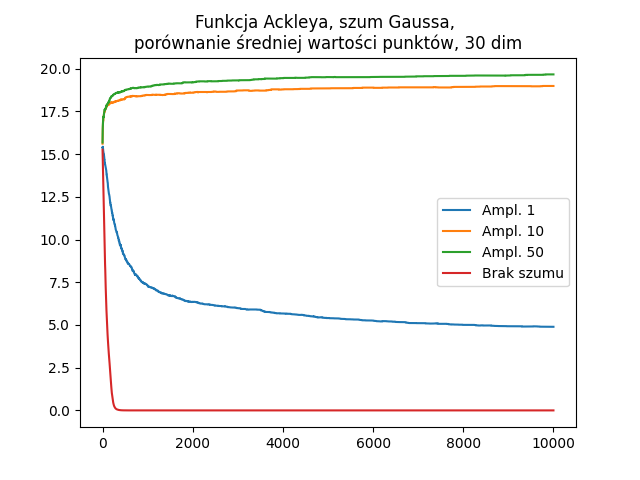 Funkcja Ackleya, szum Gaussa,
porównanie średniej wartości punktów, 30 dim
20.0
17.5
15.0
12.5
10.0
7.5
5.0
2.5
0.0
Ampl. 1
Ampl. 10
Ampl. 50
Brak szumu
0 2000 4000 6000 8000 10000